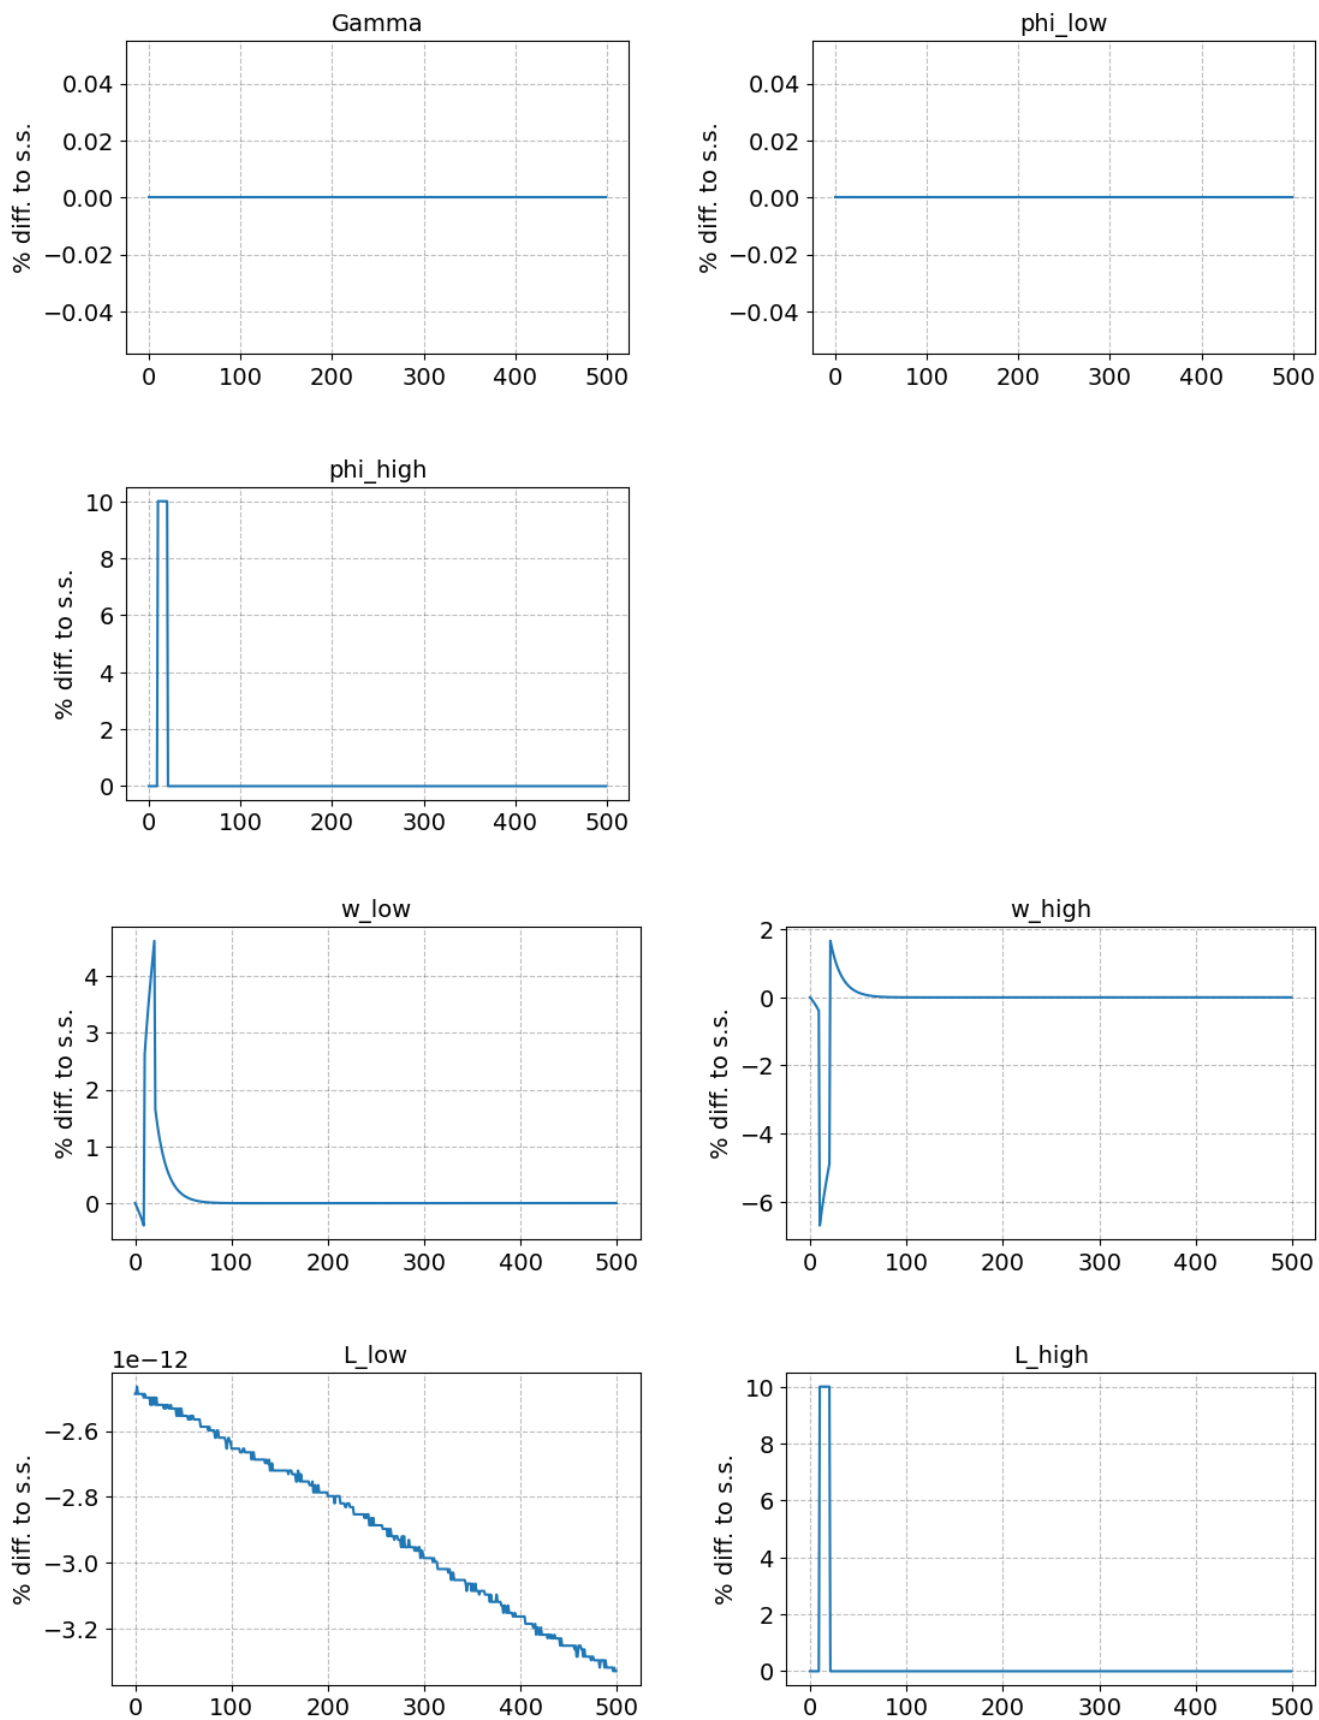 Gamma
% diff. to s.s.
0.04
0.02
0.00
−0.02
−0.04
0 100 200 300 400 500
phi_low
% diff. to s.s.
0.04
0.02
0.00
−0.02
−0.04
0 100 200 300 400 500
phi_high
% diff. to s.s.
10
8
6
4
2
0
0 100 200 300 400 500
w_low
% diff. to s.s.
4
3
2
1
0
0 100 200 300 400 500
w_high
% diff. to s.s.
2
0
−2
−4
−6
0 100 200 300 400 500
L_low
1e−12
% diff. to s.s.
−2.6
−2.8
−3.0
−3.2
0 100 200 300 400 500
L_high
% diff. to s.s.
10
8
6
4
2
0
0 100 200 300 400 500